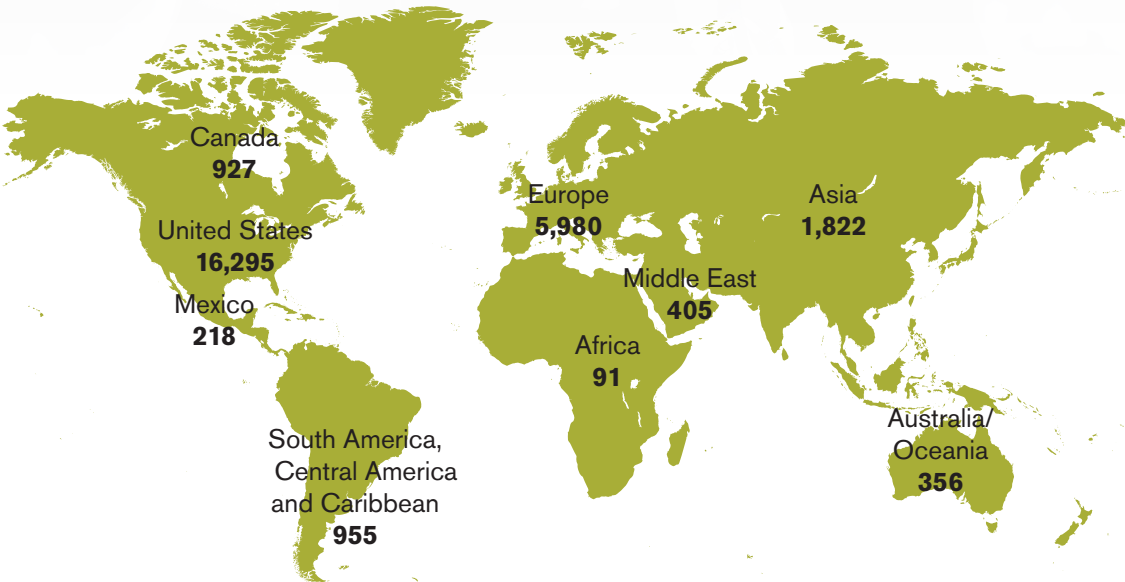 Canada
927
United States
16,295
Mexico
218
South America,
Central America
and Caribbean
955
Europe
5,980
Asia
1,822
Middle East
405
Africa
91
Australia/
Oceania
356